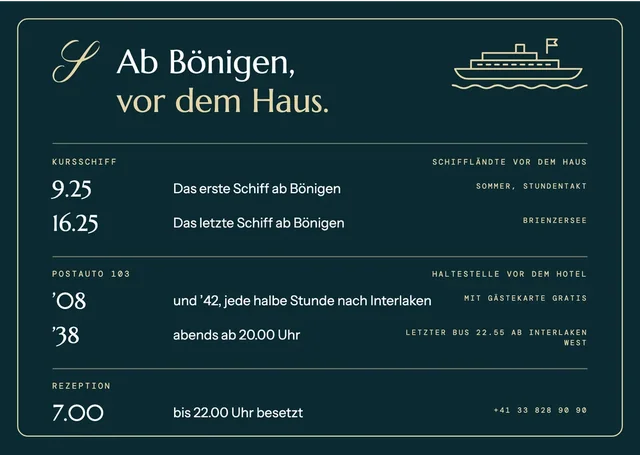 S
Ab Bönigen,
vor dem Haus.
KURSSCHIFF SCHIFFLÄNDTE VOR DEM HAUS
9.25 Das erste Schiff ab Bönigen SOMMER, STUNDENTAKT
16.25 Das letzte Schiff ab Bönigen BRIENZERSEE
POSTAUTO 103 HALTESTELLE VOR DEM HOTEL
’08 und ’42, jede halbe Stunde nach Interlaken MIT GÄSTEKARTE GRATIS
’38 abends ab 20.00 Uhr LETZTER BUS 22.55 AB INTERLAKEN
WEST
REZEPTION
7.00 bis 22.00 Uhr besetzt +41 33 828 90 90